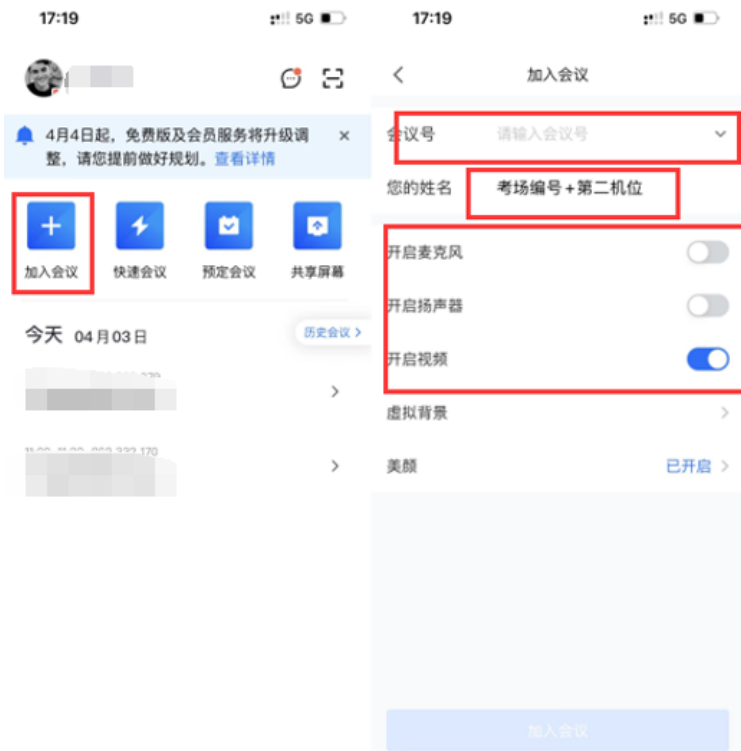 17:19
5G
4月4日起，免费版及会员服务将升级调
整，请您提前做好规划。查看详情
加入会议
快速会议
预定会议
共享屏幕
今天 04月03日
历史会议
17:19
5G
加入会议
会议号
请输入会议号
您的姓名
考场编号+第二机位
开启麦克风
开启扬声器
开启视频
虚拟背景
美颜
已开启
加入会议